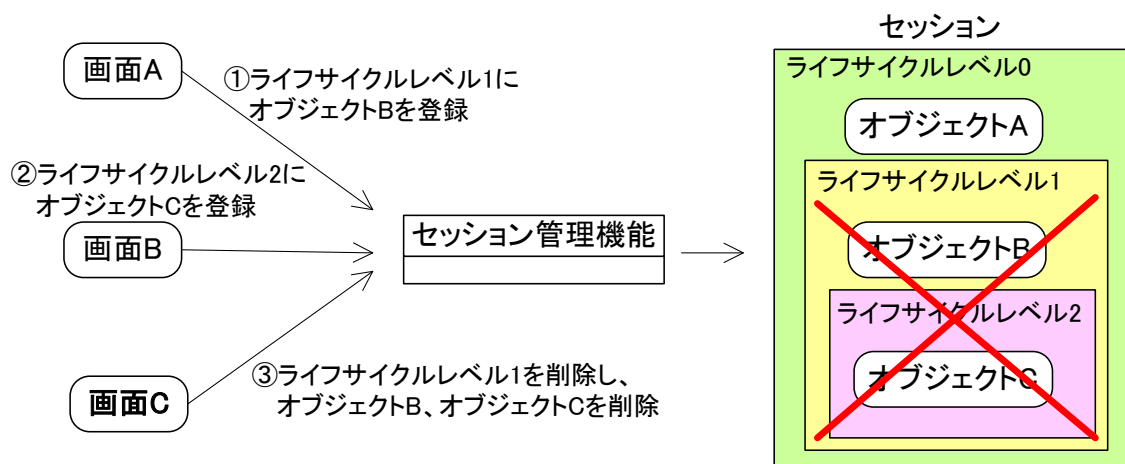 セッション
画面A
①ライフサイクルレベル1に
オブジェクトBを登録
②ライフサイクルレベル2に
オブジェクトCを登録
画面B
セッション管理機能
画面C
③ライフサイクルレベル1を削除し、
オブジェクトB、オブジェクトCを削除
ライフサイクルレベル0
オブジェクトA
ライフサイクルレベル1
オブジェクトB
ライフサイクルレベル2
オブジェクトC